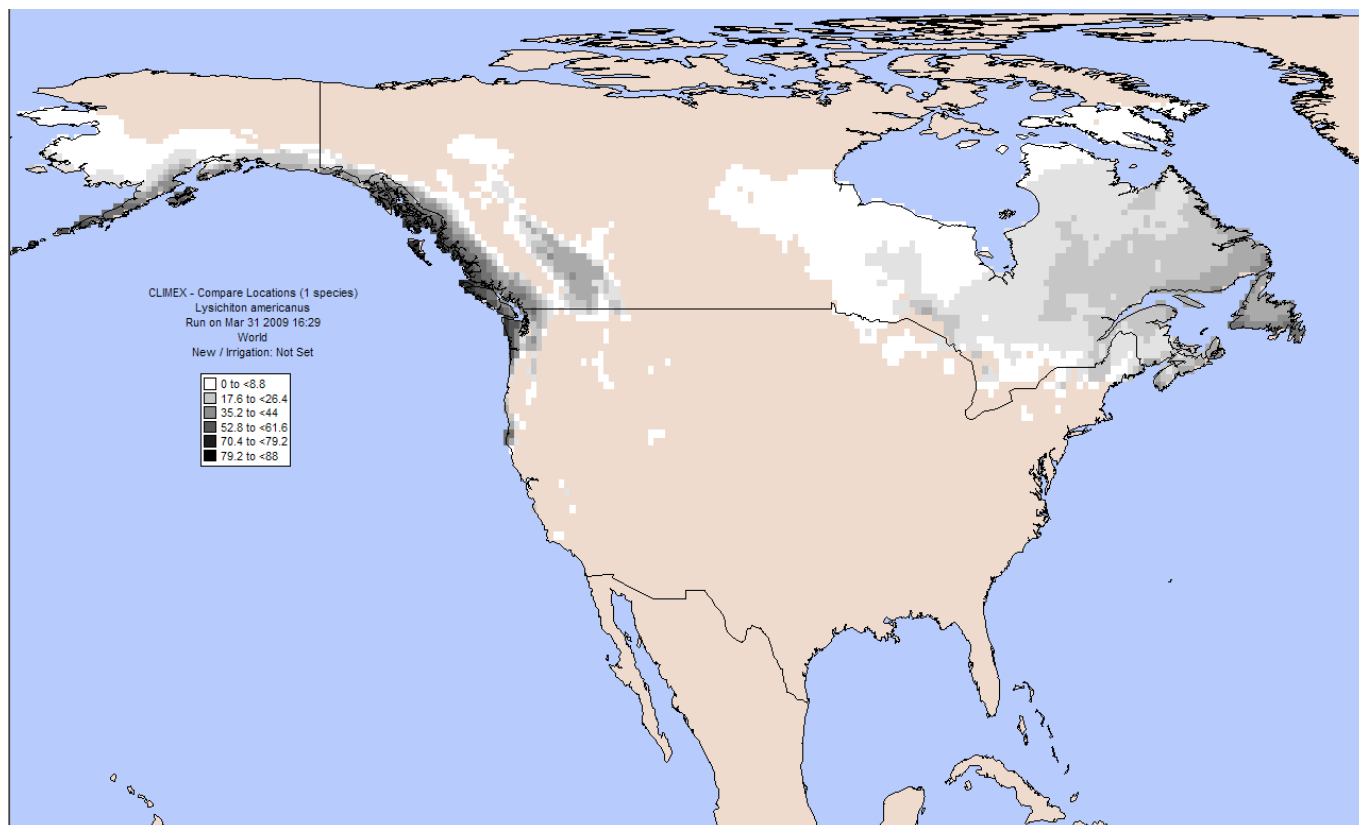 CLIMEX - Compare Locations (1 species)
Lysichiton americanus
Run on Mar 31 2009 16:29
World
New / Irrigation: Not Set
0 to <8.8
17.6 to <26.4
35.2 to <44
52.8 to <61.6
70.4 to <79.2
79.2 to <88